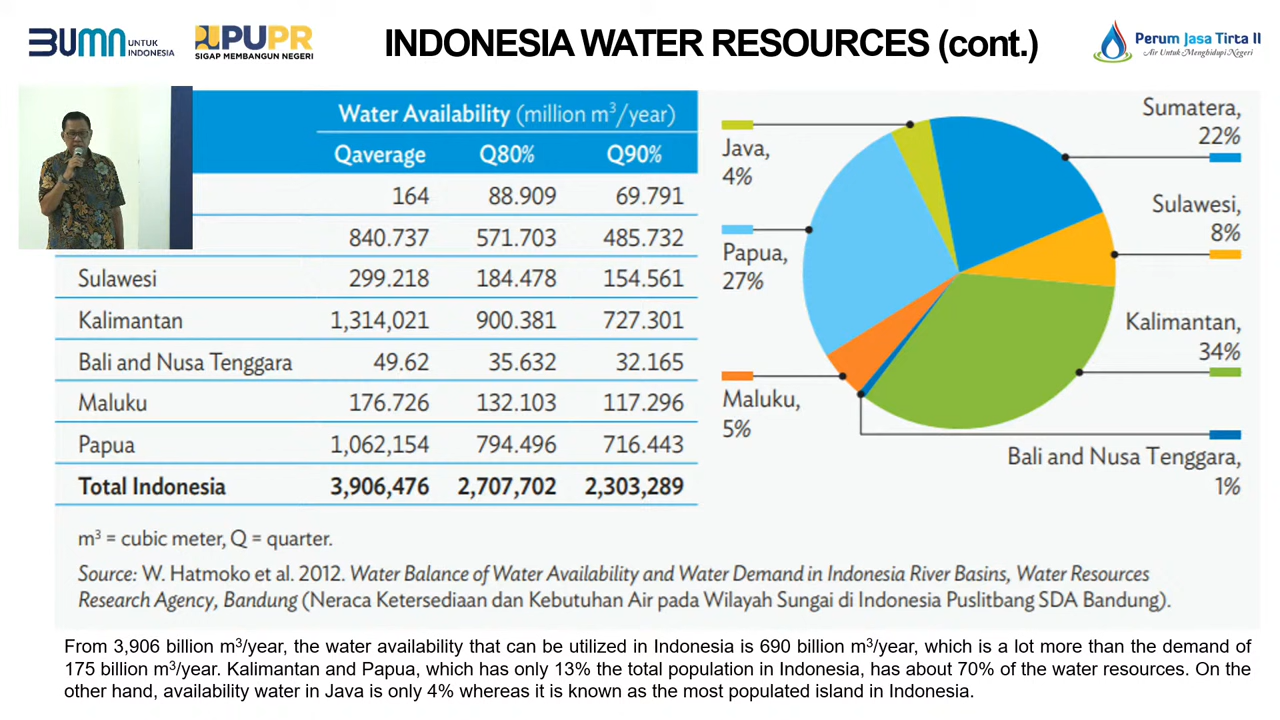 BUMN UNTUK INDONESIA
PUPR
SIGAP MEMBANGUN NEGERI
INDONESIA WATER RESOURCES (cont.)
Perum Jasa Tirta II
Air Untuk Menghidupi Negeri
Water Availability (million m³/year)
Qaverage Q80% Q90%
164 88.909 69.791
840.737 571.703 485.732
Sulawesi 299.218 184.478 154.561
Kalimantan 1,314,021 900.381 727.301
Bali and Nusa Tenggara 49.62 35.632 32.165
Maluku 176.726 132.103 117.296
Papua 1,062,154 794.496 716.443
Total Indonesia 3,906,476 2,707,702 2,303,289
Java,
4%
Papua,
27%
Maluku,
5%
Sumatera,
22%
Sulawesi,
8%
Kalimantan,
34%
Bali and Nusa Tenggara,
1%
m³ = cubic meter, Q = quarter.
Source: W. Hatmoko et al. 2012. Water Balance of Water Availability and Water Demand in Indonesia River Basins, Water Resources
Research Agency, Bandung (Neraca Ketersediaan dan Kebutuhan Air pada Wilayah Sungai di Indonesia Puslitbang SDA Bandung).
From 3,906 billion m³/year, the water availability that can be utilized in Indonesia is 690 billion m³/year, which is a lot more than the demand of
175 billion m³/year. Kalimantan and Papua, which has only 13% the total population in Indonesia, has about 70% of the water resources. On the
other hand, availability water in Java is only 4% whereas it is known as the most populated island in Indonesia.